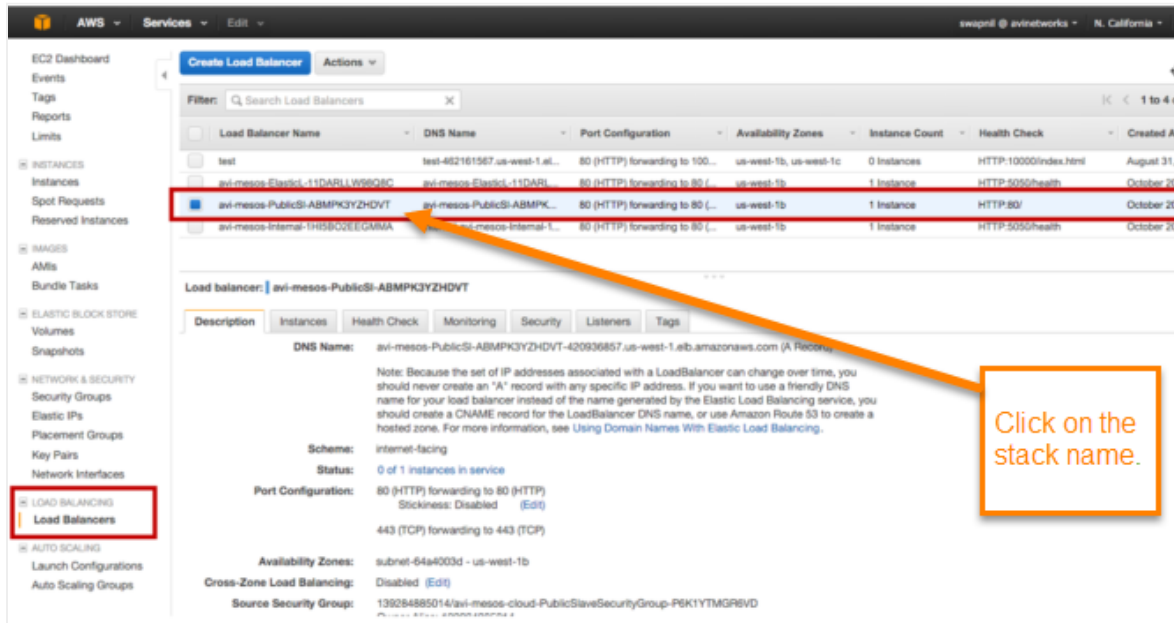 AWS Services Edit swapnil @ avinetworks N. California
EC2 Dashboard
Events
Tags
Reports
Limits
INSTANCES
Instances
Spot Requests
Reserved Instances
IMAGES
AMIs
Bundle Tasks
ELASTIC BLOCK STORE
Volumes
Snapshots
NETWORK & SECURITY
Security Groups
Elastic IPs
Placement Groups
Key Pairs
Network Interfaces
LOAD BALANCING
Load Balancers
AUTO SCALING
Launch Configurations
Auto Scaling Groups
Create Load Balancer Actions
Filter: Search Load Balancers 1 to 4
Load Balancer Name DNS Name Port Configuration Availability Zones Instance Count Health Check Created A
test test-462161567.us-west-1.el... 80 (HTTP) forwarding to 100... us-west-1b, us-west-1c 0 Instances HTTP:10000/index.html August 31,
avi-mesos-ElasticL-11DARLLW98Q8C avi-mesos-ElasticL-11DARL... 80 (HTTP) forwarding to 80 (... us-west-1b 1 Instance HTTP:5050/health October 20
avi-mesos-PublicSl-ABMPK3YZHDVT avi-mesos-PublicSl-ABMPK... 80 (HTTP) forwarding to 80 (... us-west-1b 1 Instance HTTP:80/ October 20
avi-mesos-Internal-1HI5BO2EEGMMA avi-mesos-Internal-1... 80 (HTTP) forwarding to 80 (... us-west-1b 1 Instance HTTP:5050/health October 20
Load balancer: avi-mesos-PublicSl-ABMPK3YZHDVT
Description Instances Health Check Monitoring Security Listeners Tags
DNS Name: avi-mesos-PublicSl-ABMPK3YZHDVT-420936857.us-west-1.elb.amazonaws.com (A Record)
Note: Because the set of IP addresses associated with a LoadBalancer can change over time, you
should never create an "A" record with any specific IP address. If you want to use a friendly DNS
name for your load balancer instead of the name generated by the Elastic Load Balancing service, you
should create a CNAME record for the LoadBalancer DNS name, or use Amazon Route 53 to create a
hosted zone. For more information, see Using Domain Names With Elastic Load Balancing.
Scheme: internet-facing
Status: 0 of 1 instances in service
Port Configuration: 80 (HTTP) forwarding to 80 (HTTP)
Stickiness: Disabled (Edit)
443 (TCP) forwarding to 443 (TCP)
Availability Zones: subnet-64a4003d - us-west-1b
Cross-Zone Load Balancing: Disabled (Edit)
Source Security Group: 139284885014/avi-mesos-cloud-PublicSlaveSecurityGroup-P6K1YTMGR6VD
Click on the
stack name.